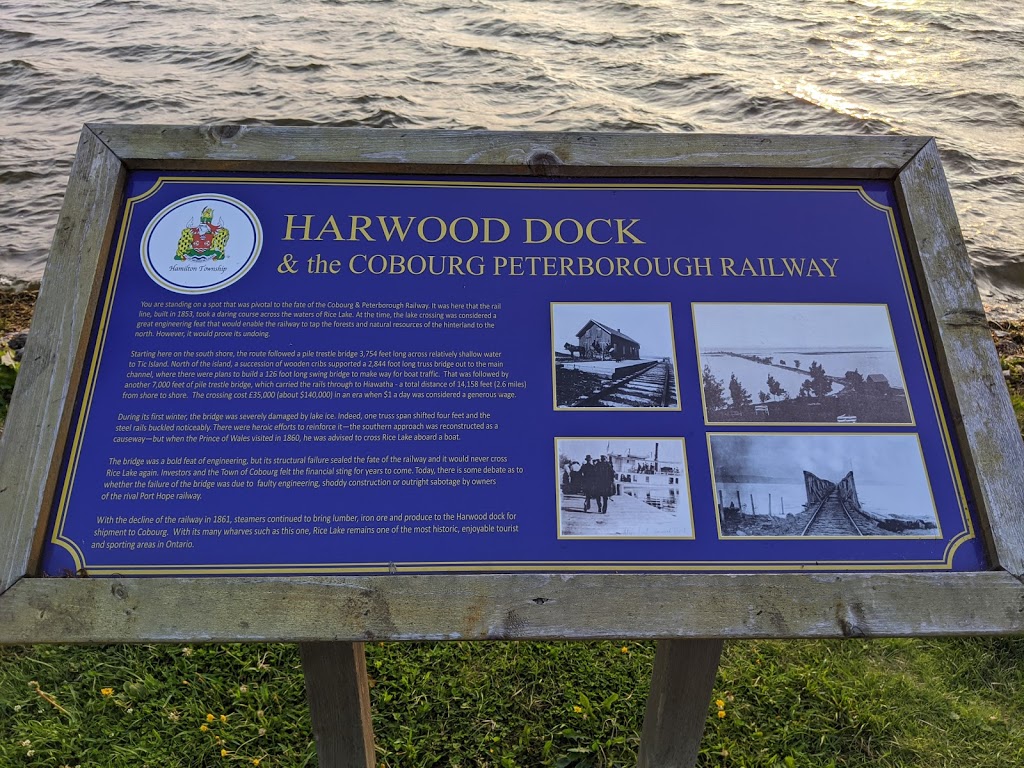 HARWOOD DOCK
& the COBOURG PETERBOROUGH RAILWAY
Hamilton Township
You are standing on a spot that was pivotal to the fate of the Cobourg & Peterborough Railway. It was here that the rail
line, built in 1853, took a daring course across the waters of Rice Lake. At the time, the lake crossing was considered a
great engineering feat that would enable the railway to tap the forests and natural resources of the hinterland to the
north. However, it would prove its undoing.
Starting here on the south shore, the route followed a pile trestle bridge 3,754 feet long across relatively shallow water
to Tic Island. North of the island, a succession of wooden cribs supported a 2,844 foot long truss bridge out to the main
channel, where there were plans to build a 126 foot long swing bridge to make way for boat traffic. That was followed by
another 7,000 feet of pile trestle bridge, which carried the rails through to Hiawatha - a total distance of 14,158 feet (2.6 miles)
from shore to shore. The crossing cost £35,000 (about $140,000) in an era when $1 a day was considered a generous wage.
During its first winter, the bridge was severely damaged by lake ice. Indeed, one truss span shifted four feet and the
steel rails buckled noticeably. There were heroic efforts to reinforce it—the southern approach was reconstructed as a
causeway—but when the Prince of Wales visited in 1860, he was advised to cross Rice Lake aboard a boat.
The bridge was a bold feat of engineering, but its structural failure sealed the fate of the railway and it would never cross
Rice Lake again. Investors and the Town of Cobourg felt the financial sting for years to come. Today, there is some debate as to
whether the failure of the bridge was due to faulty engineering, shoddy construction or outright sabotage by owners
of the rival Port Hope railway.
With the decline of the railway in 1861, steamers continued to bring lumber, iron ore and produce to the Harwood dock for
shipment to Cobourg. With its many wharves such as this one, Rice Lake remains one of the most historic, enjoyable tourist
and sporting areas in Ontario.